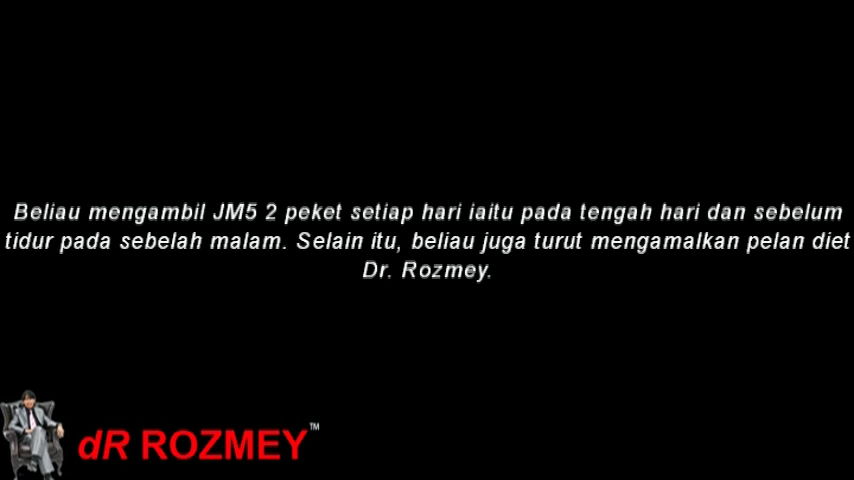 Beliau mengambil JM5 2 peket setiap hari iaitu pada tengah hari dan sebelum
tidur pada sebelah malam. Selain itu, beliau juga turut mengamalkan pelan diet
Dr. Rozmey.
dR ROZMEY™